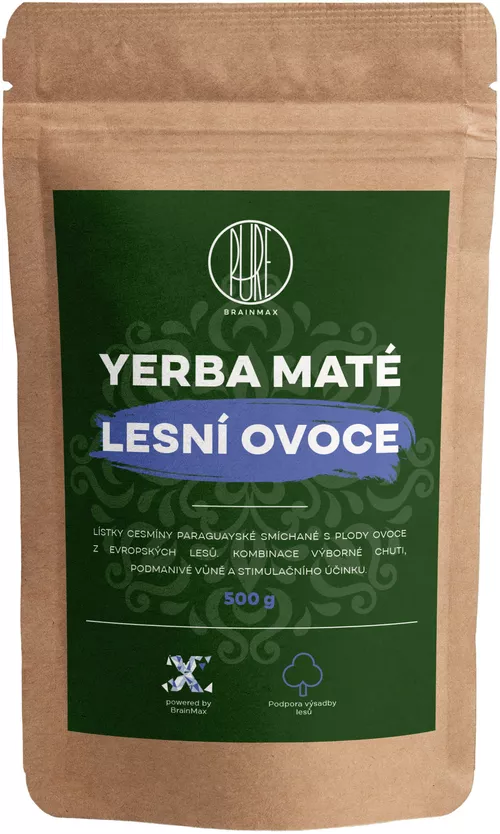 PURE
BRAINMAX
YERBA MATÉ
LESNÍ OVOCE
LÍSTKY CESMÍNY PARAGUAYSKÉ SMÍCHANÉ S PLODY OVOCE
Z EVROPSKÝCH LESŮ. KOMBINACE VÝBORNÉ CHUTI,
PODMANIVÉ VŮNĚ A STIMULAČNÍHO ÚČINKU.
500 g
powered by
BrainMax
Podpora výsadby
lesů